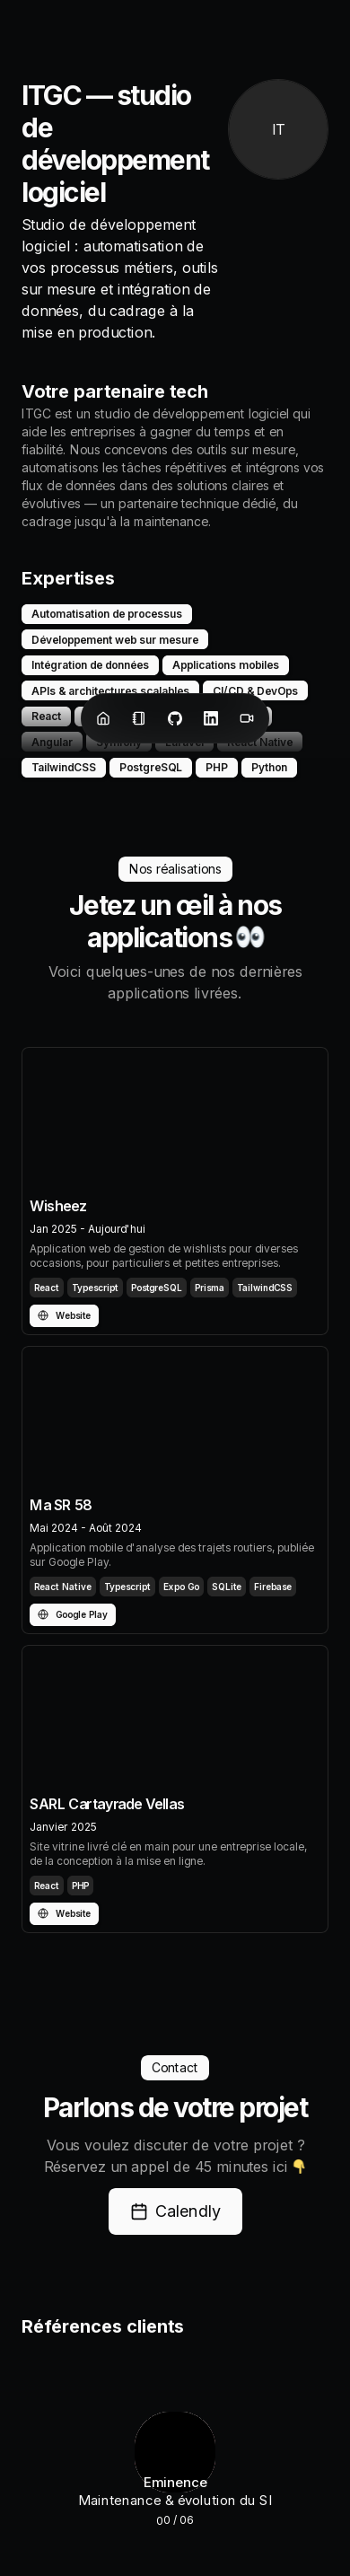 ITGC — studio
de
développement
logiciel
IT
Studio de développement
logiciel : automatisation de
vos processus métiers, outils
sur mesure et intégration de
données, du cadrage à la
mise en production.
Votre partenaire tech
ITGC est un studio de développement logiciel qui
aide les entreprises à gagner du temps et en
fiabilité. Nous concevons des outils sur mesure,
automatisons les tâches répétitives et intégrons vos
flux de données dans des solutions claires et
évolutives — un partenaire technique dédié, du
cadrage jusqu'à la maintenance.
Expertises
Automatisation de processus
Développement web sur mesure
Intégration de données Applications mobiles
APIs & architectures scalables CI/CD & DevOps
React
Angular Symfony Laravel React Native
TailwindCSS PostgreSQL PHP Python
Nos réalisations
Jetez un œil à nos
applications 👀
Voici quelques-unes de nos dernières
applications livrées.
Wisheez
Jan 2025 - Aujourd'hui
Application web de gestion de wishlists pour diverses
occasions, pour particuliers et petites entreprises.
React Typescript PostgreSQL Prisma TailwindCSS
Website
Ma SR 58
Mai 2024 - Août 2024
Application mobile d'analyse des trajets routiers, publiée
sur Google Play.
React Native Typescript Expo Go SQLite Firebase
Google Play
SARL Cartayrade Vellas
Janvier 2025
Site vitrine livré clé en main pour une entreprise locale,
de la conception à la mise en ligne.
React PHP
Website
Contact
Parlons de votre projet
Vous voulez discuter de votre projet ?
Réservez un appel de 45 minutes ici 👇
Calendly
Références clients
Eminence
Maintenance & évolution du SI
00 / 06